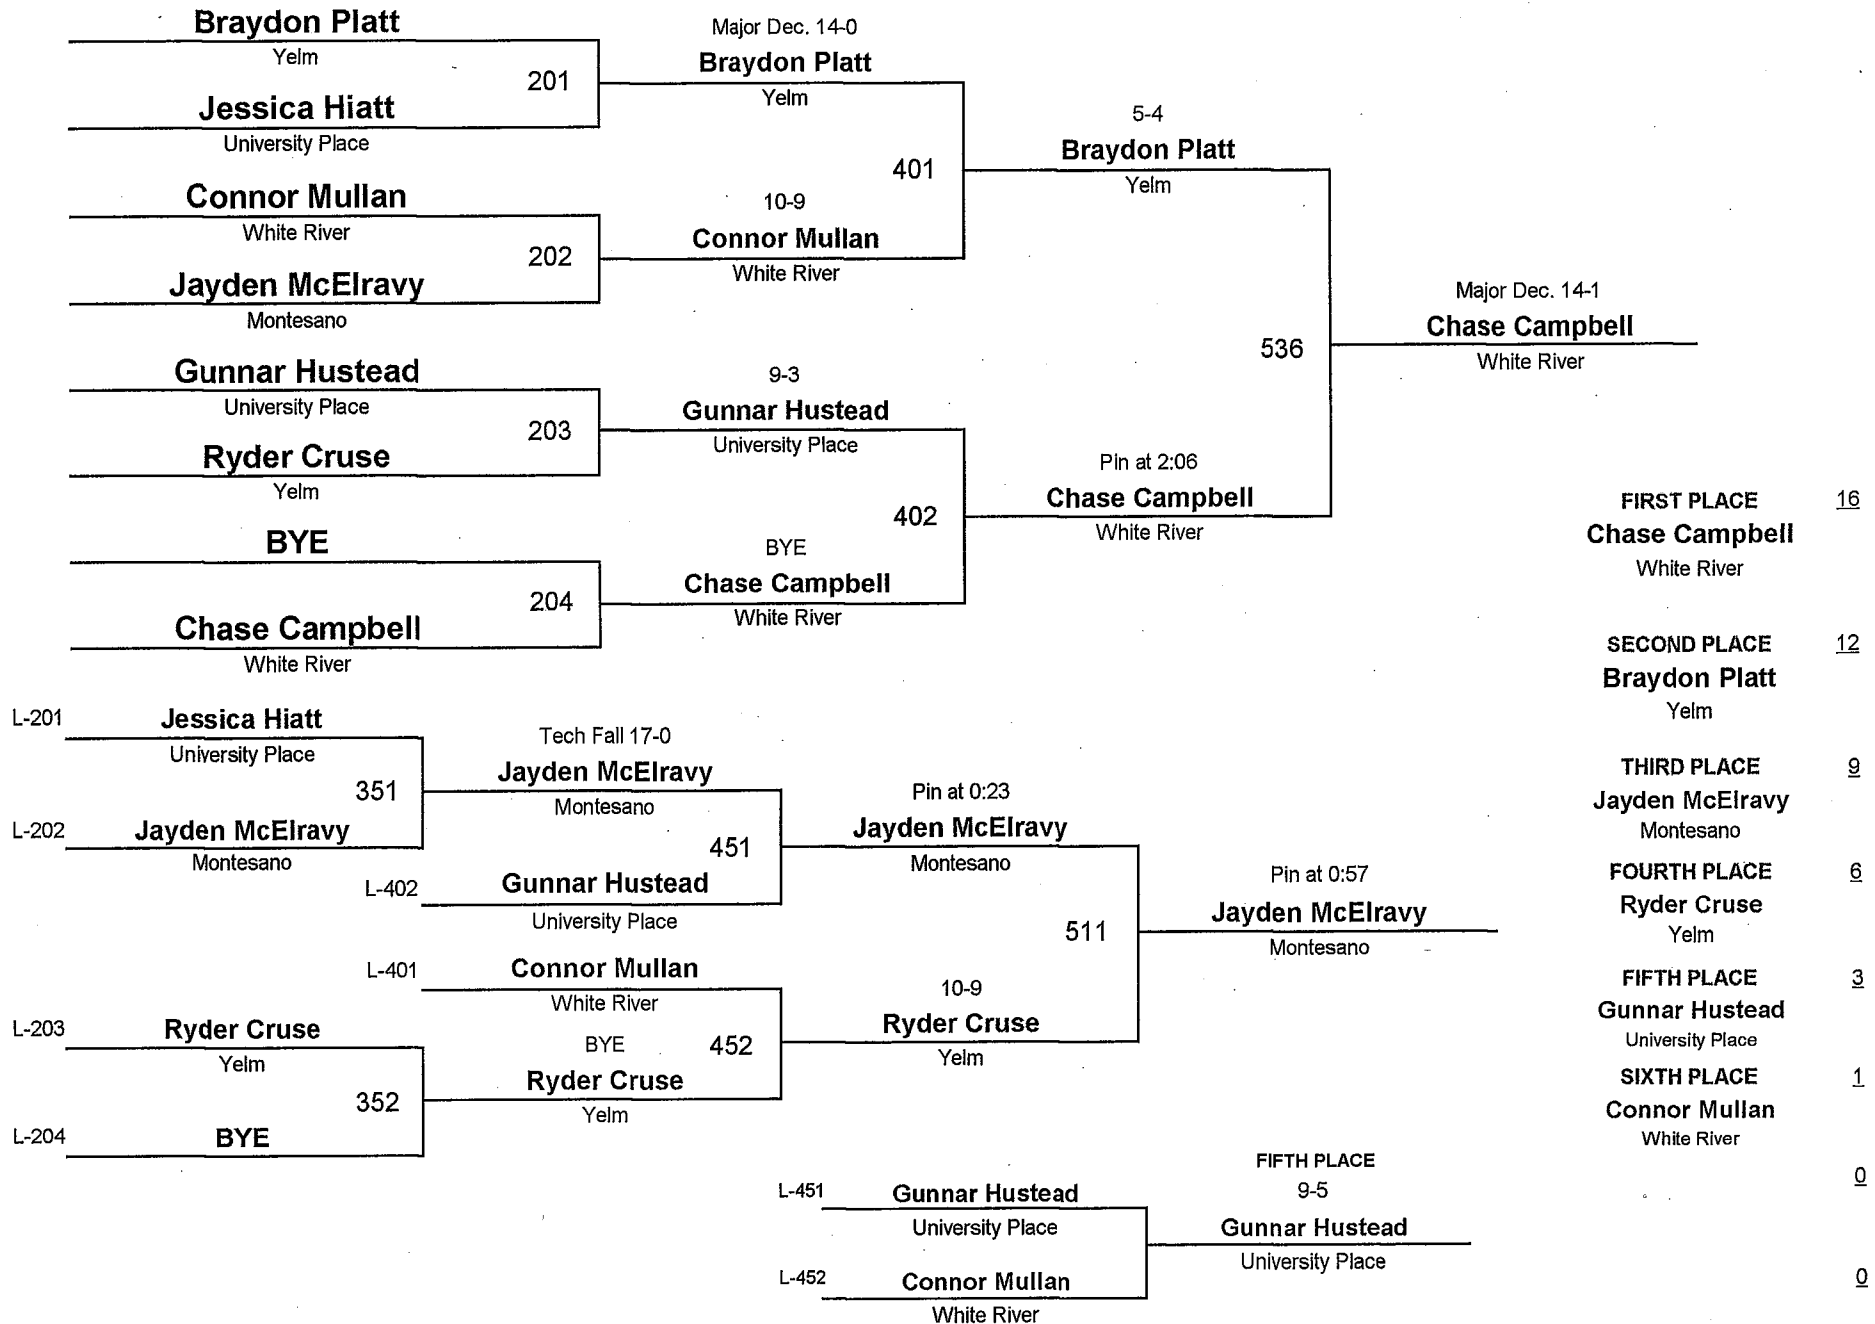 Braydon Platt
Yelm
201
Jessica Hiatt
University Place
Connor Mullan
White River
202
Jayden McElravy
Montesano
Gunnar Hustead
University Place
203
Ryder Cruse
Yelm
BYE
204
Chase Campbell
White River
Major Dec. 14-0
Braydon Platt
Yelm
401
10-9
Connor Mullan
White River
9-3
Gunnar Hustead
University Place
402
BYE
Chase Campbell
White River
5-4
Braydon Platt
Yelm
536
Pin at 2:06
Chase Campbell
White River
Major Dec. 14-1
Chase Campbell
White River
L-201 Jessica Hiatt
University Place
351
L-202 Jayden McElravy
Montesano
Tech Fall 17-0
Jayden McElravy
Montesano
451
L-402 Gunnar Hustead
University Place
L-401 Connor Mullan
White River
L-203 Ryder Cruse
Yelm
352
L-204 BYE
BYE 452
Ryder Cruse
Yelm
Pin at 0:23
Jayden McElravy
Montesano
511
10-9
Ryder Cruse
Yelm
Pin at 0:57
Jayden McElravy
Montesano
L-451 Gunnar Hustead
University Place
L-452 Connor Mullan
White River
FIFTH PLACE
9-5
Gunnar Hustead
University Place
FIRST PLACE 16
Chase Campbell
White River
SECOND PLACE 12
Braydon Platt
Yelm
THIRD PLACE 9
Jayden McElravy
Montesano
FOURTH PLACE 6
Ryder Cruse
Yelm
FIFTH PLACE 3
Gunnar Hustead
University Place
SIXTH PLACE 1
Connor Mullan
White River
0
0